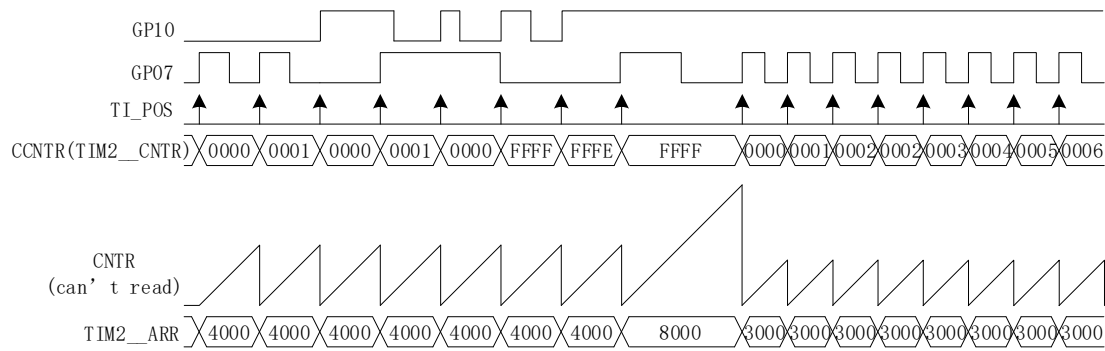 GP10
GP07
TI_POS
CCNTR(TIM2__CNTR) 0000 0001 0000 0001 0000 FFFF FFFE FFFF 0000 0001 0002 0002 0003 0004 0005 0006
CNTR
(can't read)
TIM2__ARR 4000 4000 4000 4000 4000 4000 4000 8000 3000 3000 3000 3000 3000 3000 3000 3000